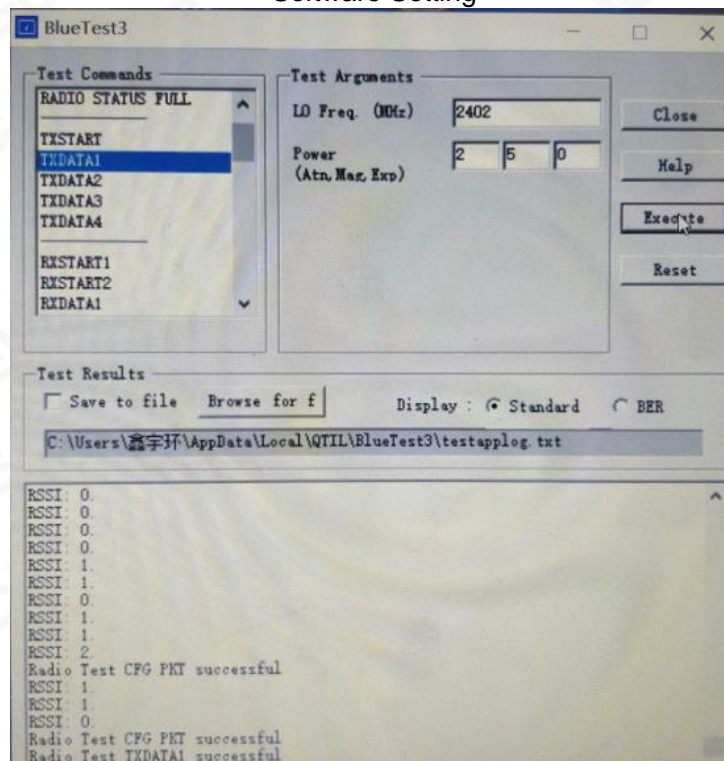 Software Setting
BlueTest3
Test Commands
RADIO STATUS FULL
TXSTART
TXDATA1
TXDATA2
TXDATA3
TXDATA4
RXSTART1
RXSTART2
RXDATA1
Test Arguments
LO Freq. (MHz) 2402
Power 2 5 0
(Atn, Mag, Exp)
Close
Help
Execute
Reset
Test Results
Save to file Browse for f Display : Standard BER
C:\Users\鑫宇环\AppData\Local\QTIL\BlueTest3\testapplog.txt
RSSI: 0.
RSSI: 0.
RSSI: 0.
RSSI: 0.
RSSI: 1.
RSSI: 1.
RSSI: 0.
RSSI: 1.
RSSI: 1.
RSSI: 2.
Radio Test CFG PKT successful
RSSI: 1.
RSSI: 1.
RSSI: 0.
Radio Test CFG PKT successful
Radio Test TXDATA1 successful